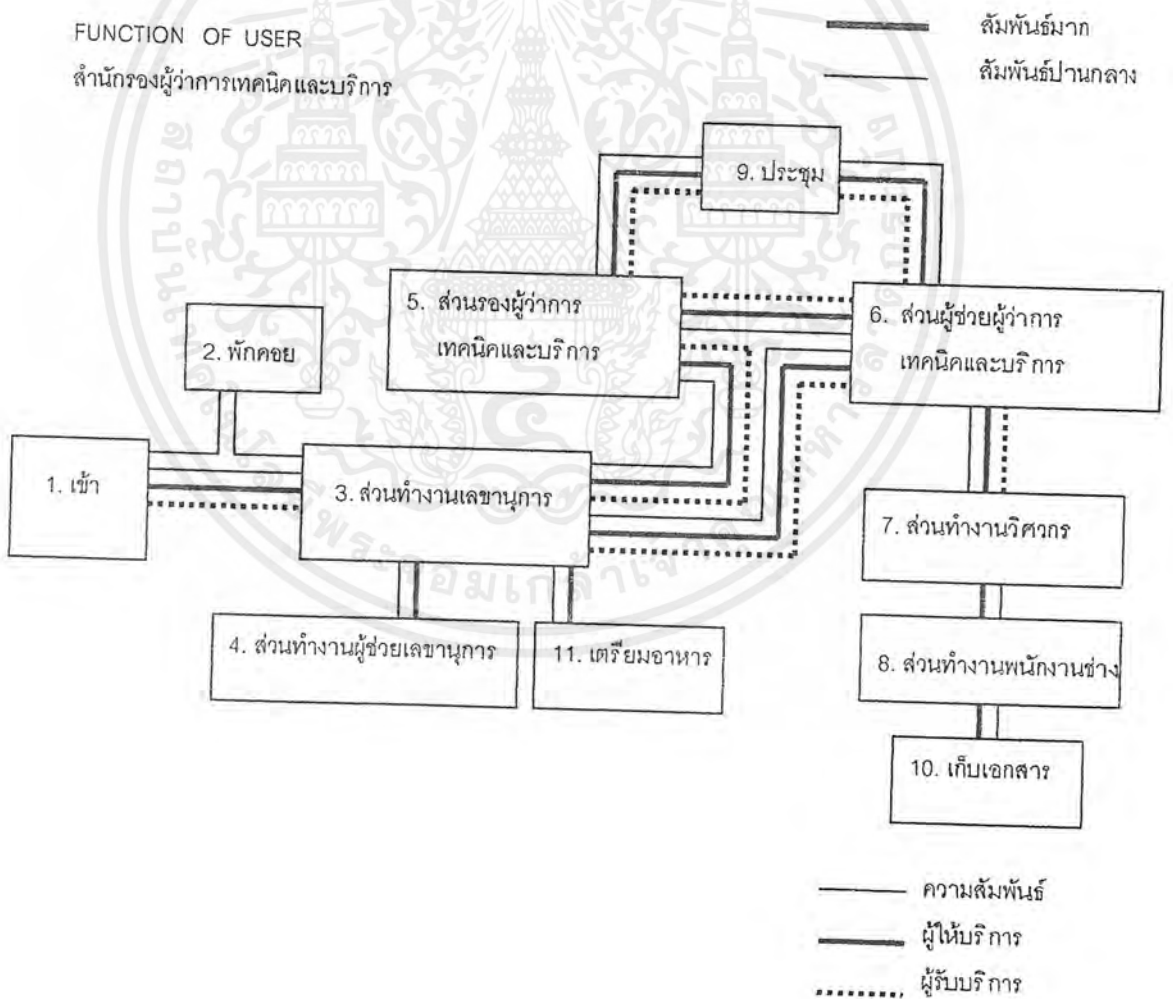 FUNCTION OF USER
สำนักรองผู้ว่าการเทคนิคและบริการ
สัมพันธ์มาก
สัมพันธ์ปานกลาง
9. ประชุม
5. ส่วนรองผู้ว่าการ
เทคนิคและบริการ
6. ส่วนผู้ช่วยผู้ว่าการ
เทคนิคและบริการ
2. พักคอย
1. เข้า
3. ส่วนทำงานเลขานุการ
7. ส่วนทำงานวิศวกร
4. ส่วนทำงานผู้ช่วยเลขานุการ
11. เตรียมอาหาร
8. ส่วนทำงานพนักงานช่าง
10. เก็บเอกสาร
ความสัมพันธ์
ผู้ให้บริการ
ผู้รับบริการ